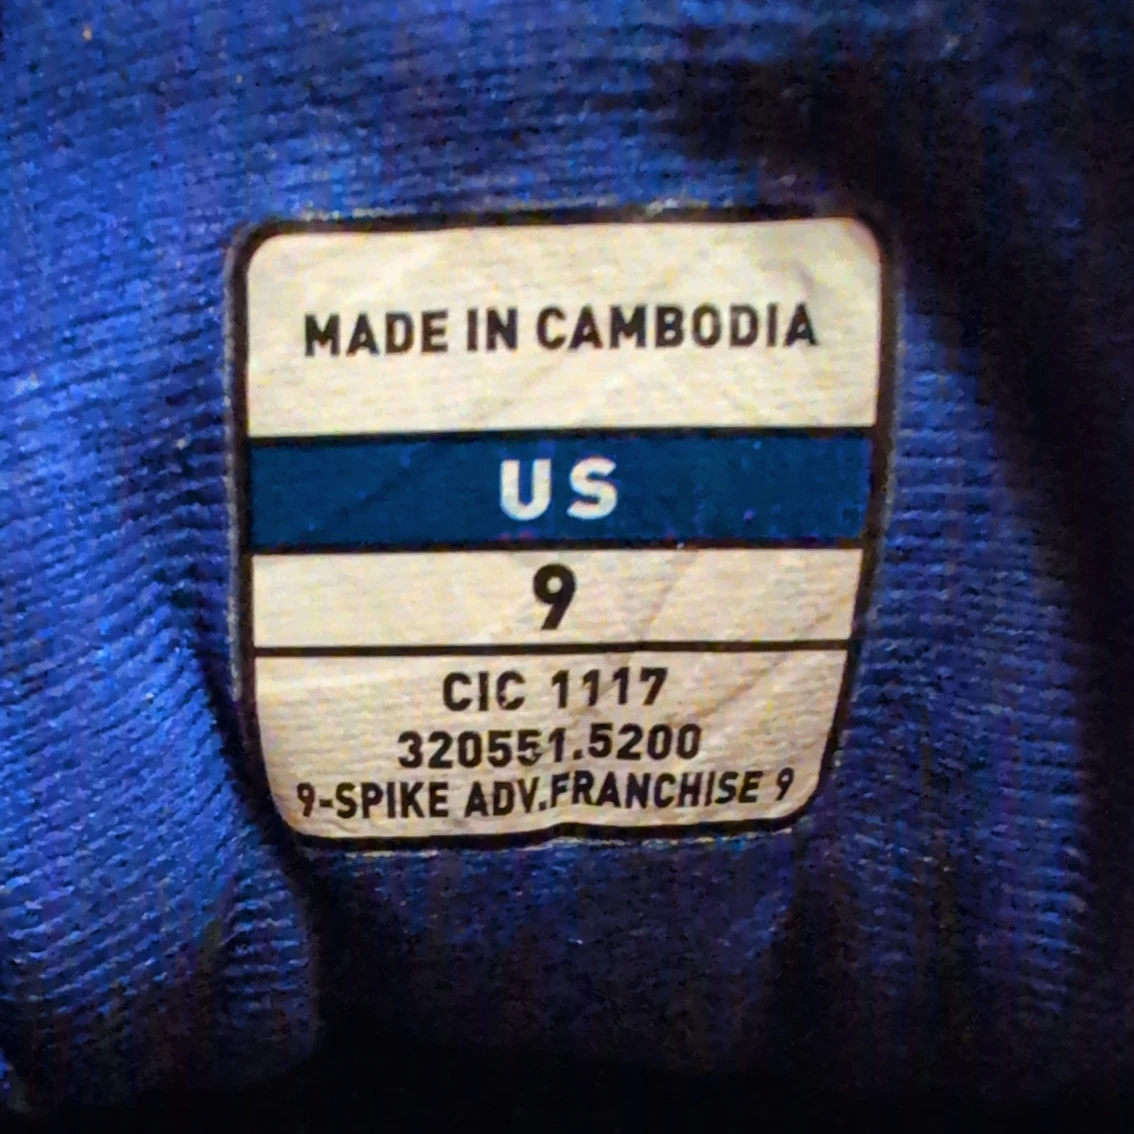 MADE IN CAMBODIA
US
9
CIC 1117
320551.5200
9-SPIKE ADV.FRANCHISE 9